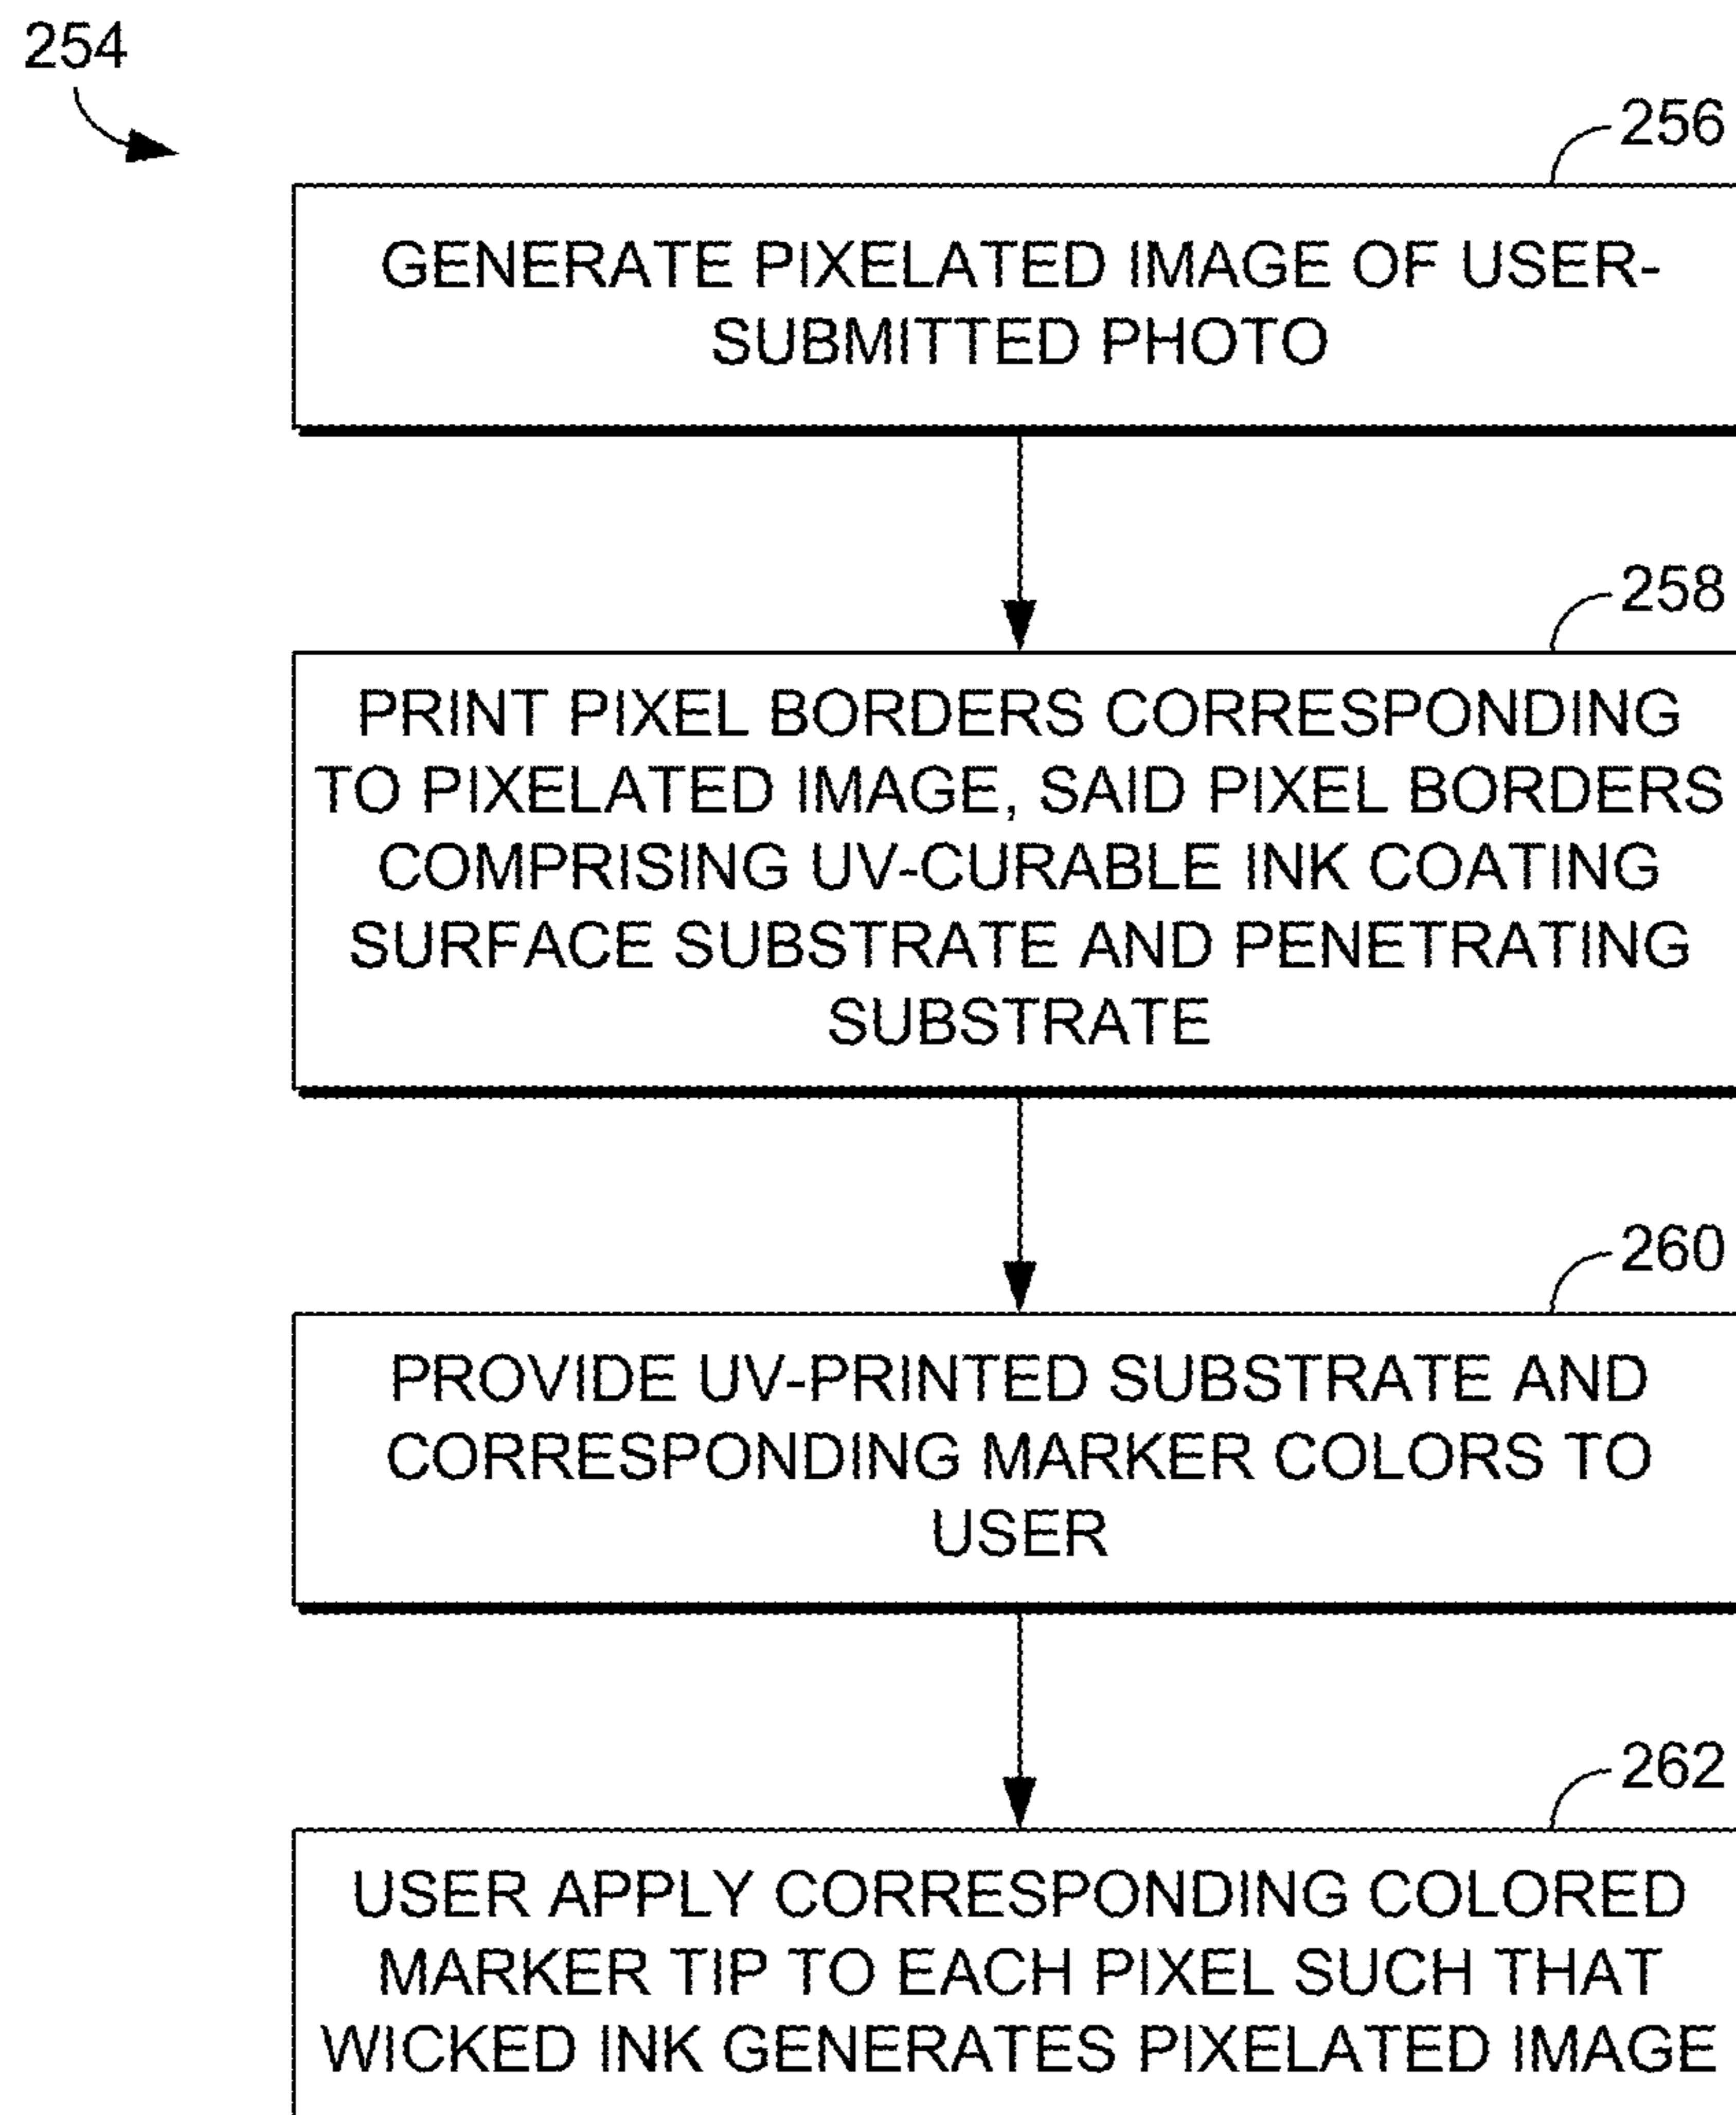 254
256
GENERATE PIXELATED IMAGE OF USER-
SUBMITTED PHOTO
258
PRINT PIXEL BORDERS CORRESPONDING
TO PIXELATED IMAGE, SAID PIXEL BORDERS
COMPRISING UV-CURABLE INK COATING
SURFACE SUBSTRATE AND PENETRATING
SUBSTRATE
260
PROVIDE UV-PRINTED SUBSTRATE AND
CORRESPONDING MARKER COLORS TO
USER
262
USER APPLY CORRESPONDING COLORED
MARKER TIP TO EACH PIXEL SUCH THAT
WICKED INK GENERATES PIXELATED IMAGE